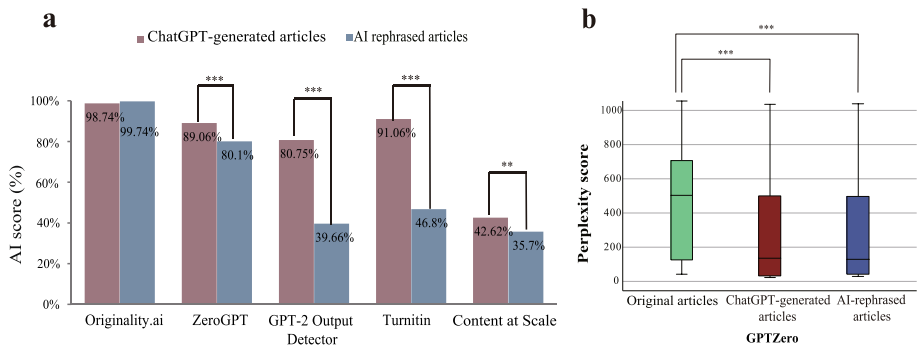 a
ChatGPT-generated articles
AI rephrased articles
AI score (%)
100%
80%
60%
40%
20%
0%
98.74%
99.74%
***
89.06%
80.1%
***
80.75%
39.66%
***
91.06%
46.8%
**
42.62%
35.7%
Originality.ai
ZeroGPT
GPT-2 Output
Detector
Turnitin
Content at Scale
b
***
***
Perplexity score
1000
800
600
400
200
0
Original articles
ChatGPT-generated
articles
AI-rephrased
articles
GPTZero